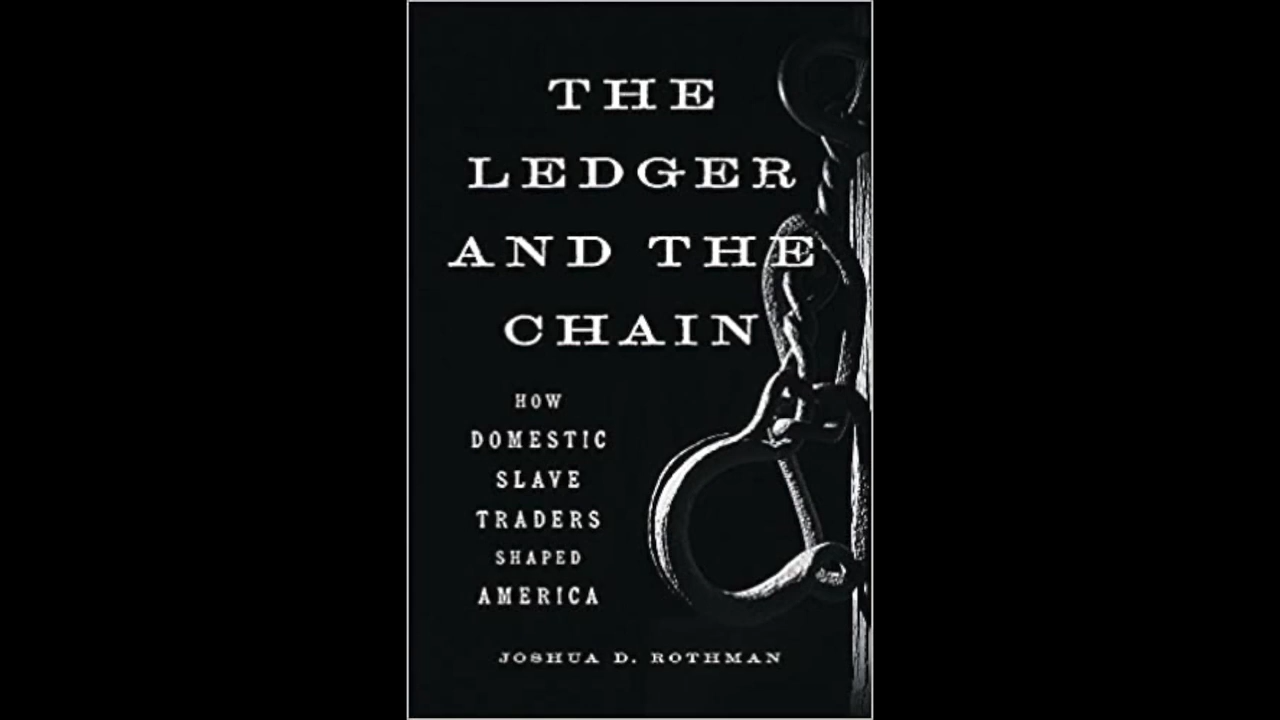 THE
LEDGER
AND THE
CHAIN
HOW
DOMESTIC
SLAVE
TRADERS
SHAPED
AMERICA
JOSHUA D. ROTHMAN